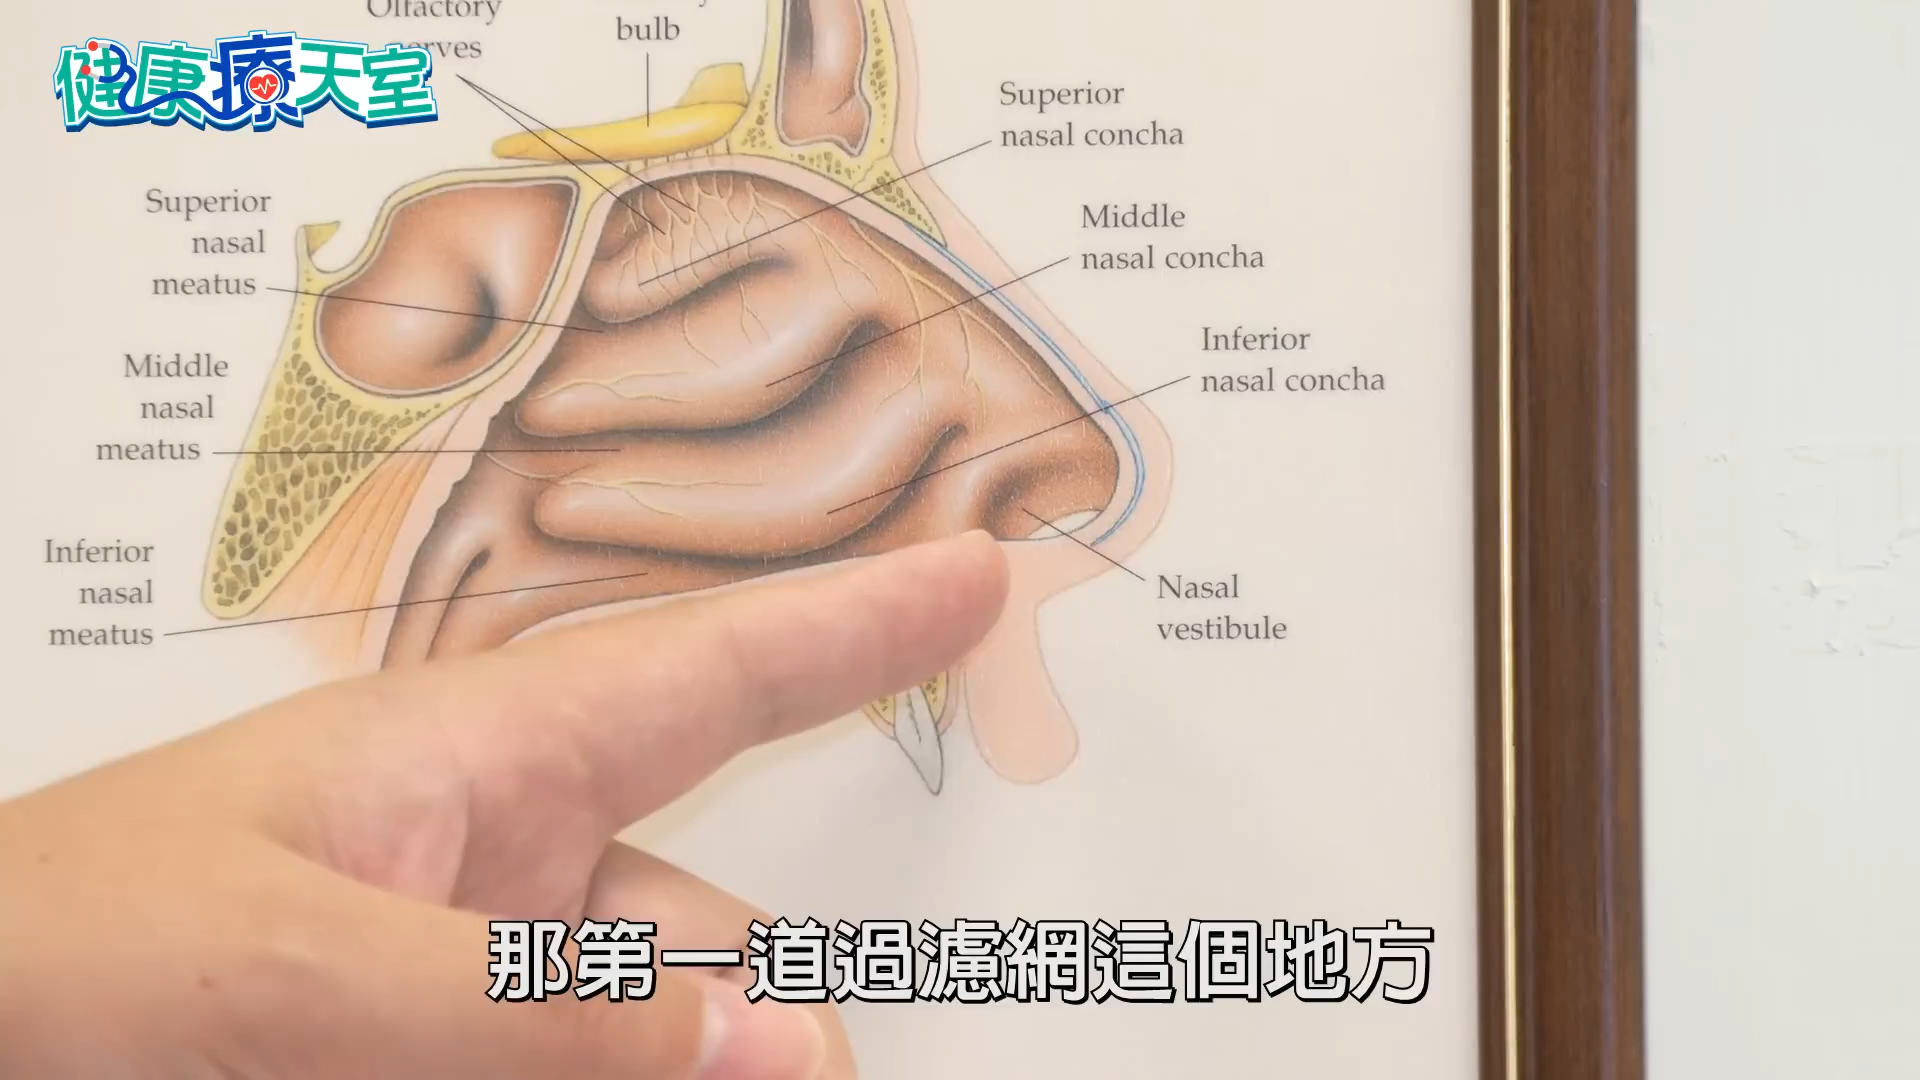 Olfactory
nerves
bulb
健康療天室
Superior
nasal concha
Middle
nasal concha
Inferior
nasal concha
Superior
nasal
meatus
Middle
nasal
meatus
Inferior
nasal
meatus
Nasal
vestibule
那第一道過濾網這個地方